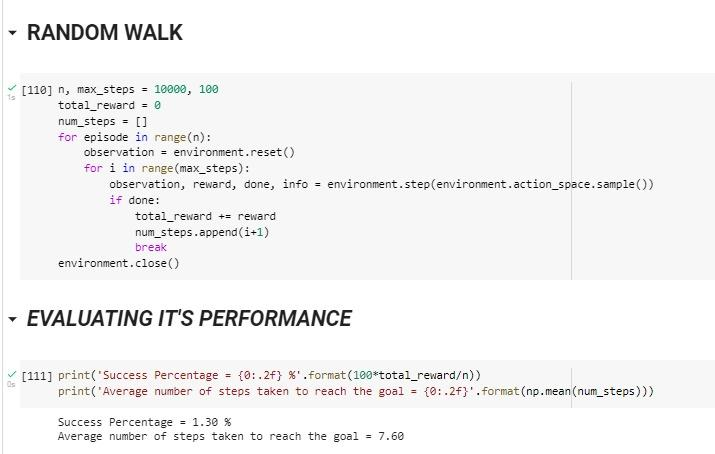 RANDOM WALK
1s
[110] n, max_steps = 10000, 100
total_reward = 0
num_steps = []
for episode in range(n):
    observation = environment.reset()
    for i in range(max_steps):
        observation, reward, done, info = environment.step(environment.action_space.sample())
        if done:
            total_reward += reward
            num_steps.append(i+1)
            break
environment.close()
EVALUATING IT'S PERFORMANCE
0s
[111] print('Success Percentage = {0:.2f} %'.format(100*total_reward/n))
print('Average number of steps taken to reach the goal = {0:.2f}'.format(np.mean(num_steps)))
Success Percentage = 1.30 %
Average number of steps taken to reach the goal = 7.60